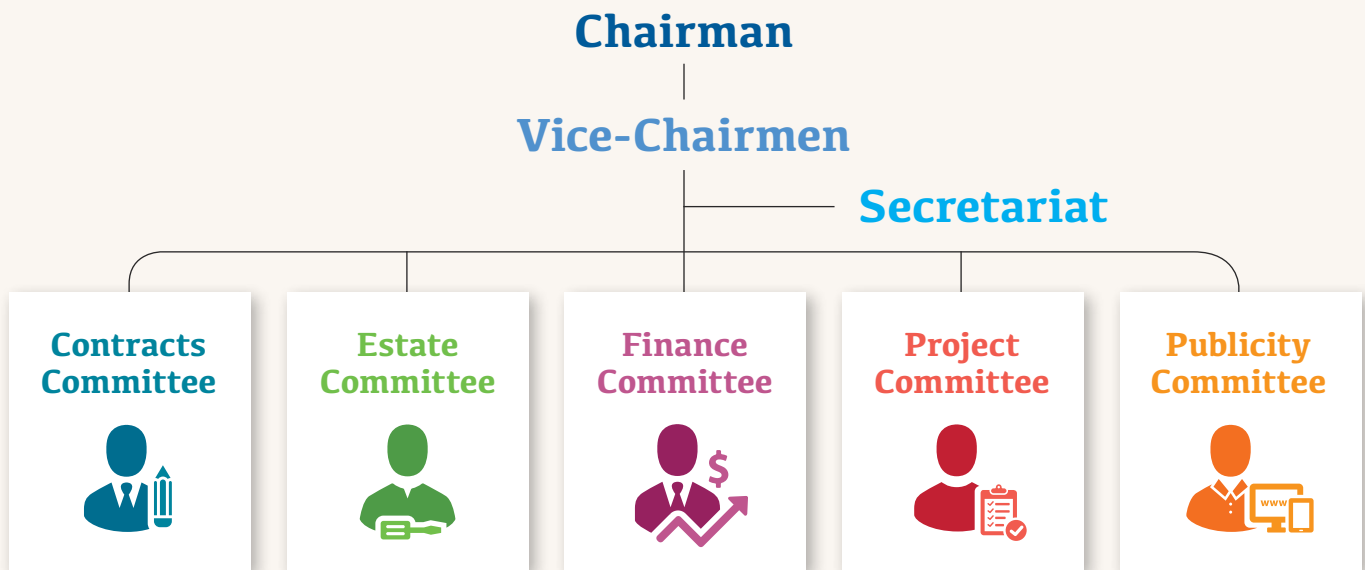 Chairman
Vice-Chairmen
Secretariat
Contracts
Committee
Estate
Committee
Finance
Committee
$
Project
Committee
Publicity
Committee
www